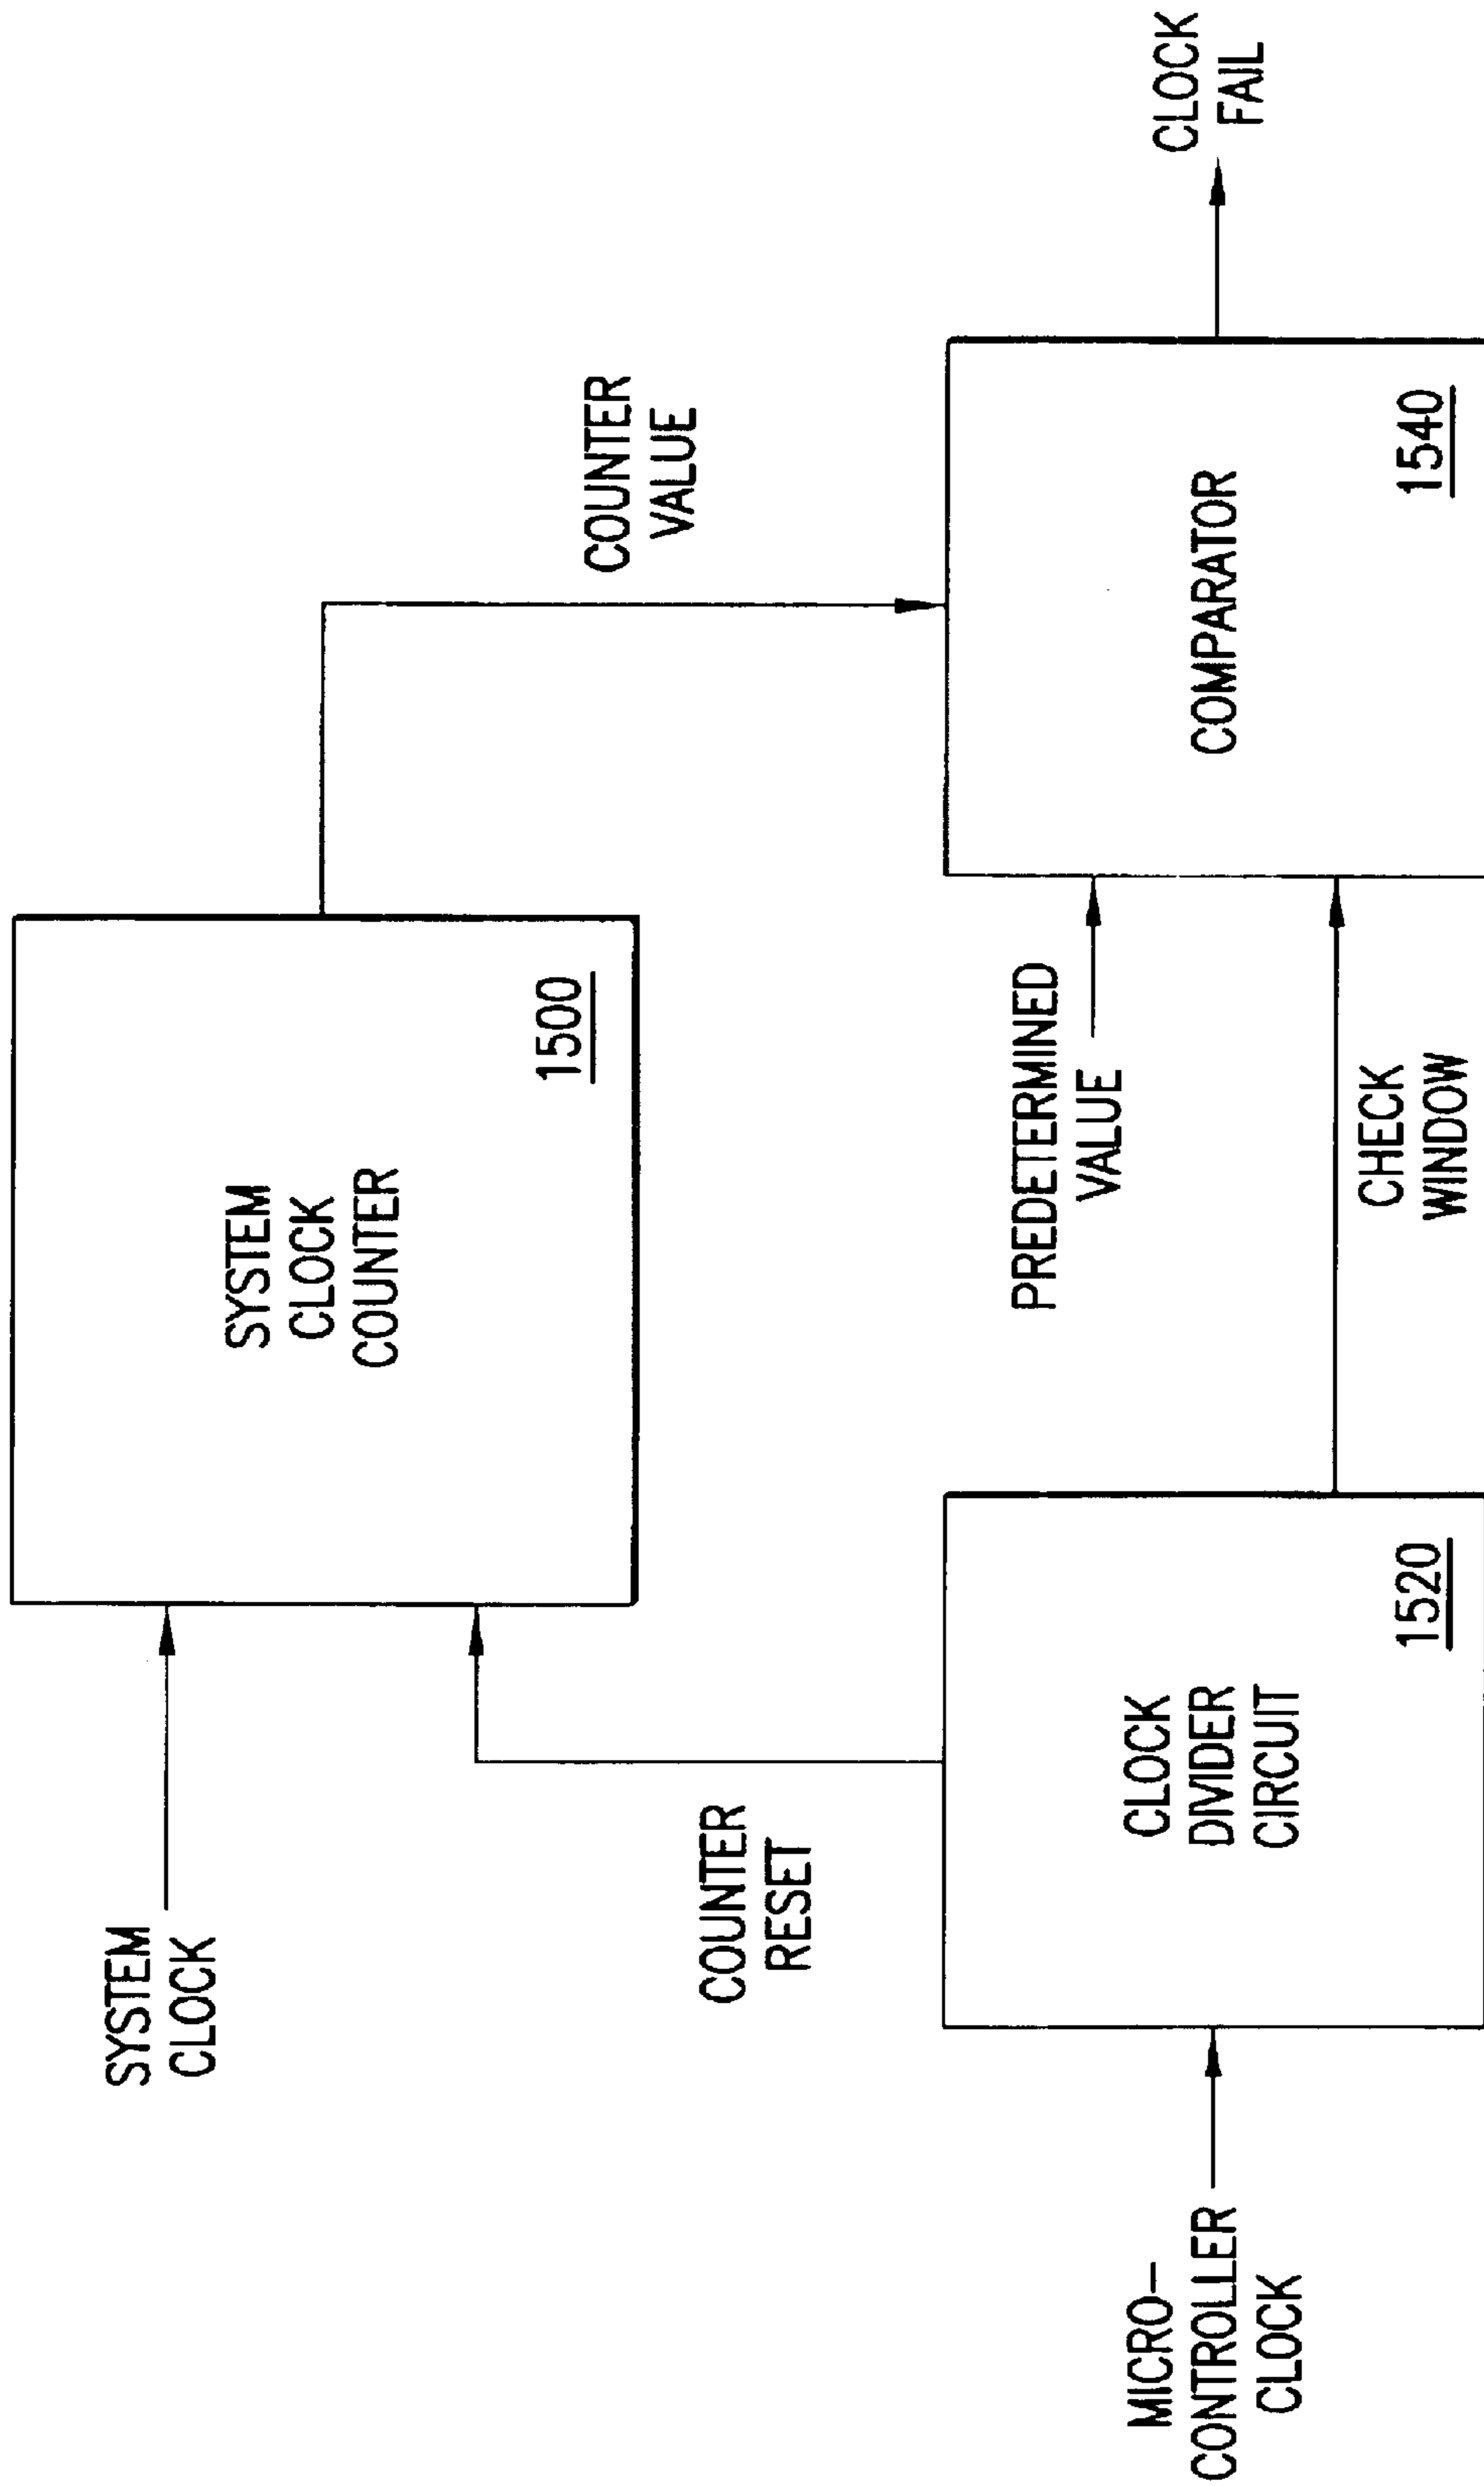 SYSTEM
CLOCK
SYSTEM
CLOCK
COUNTER
1500
COUNTER
VALUE
COUNTER
RESET
MICRO–
CONTROLLER
CLOCK
CLOCK
DIVIDER
CIRCUIT
1520
PREDETERMINED
VALUE
CHECK
WINDOW
COMPARATOR
1540
CLOCK
FAIL